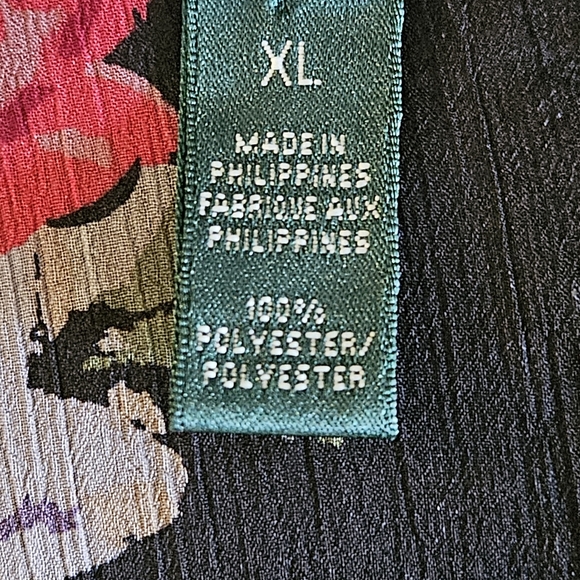 XL
MADE IN
PHILIPPINES
FABRIQUE AUX
PHILIPPINES
100%
POLYESTER/
POLYESTER